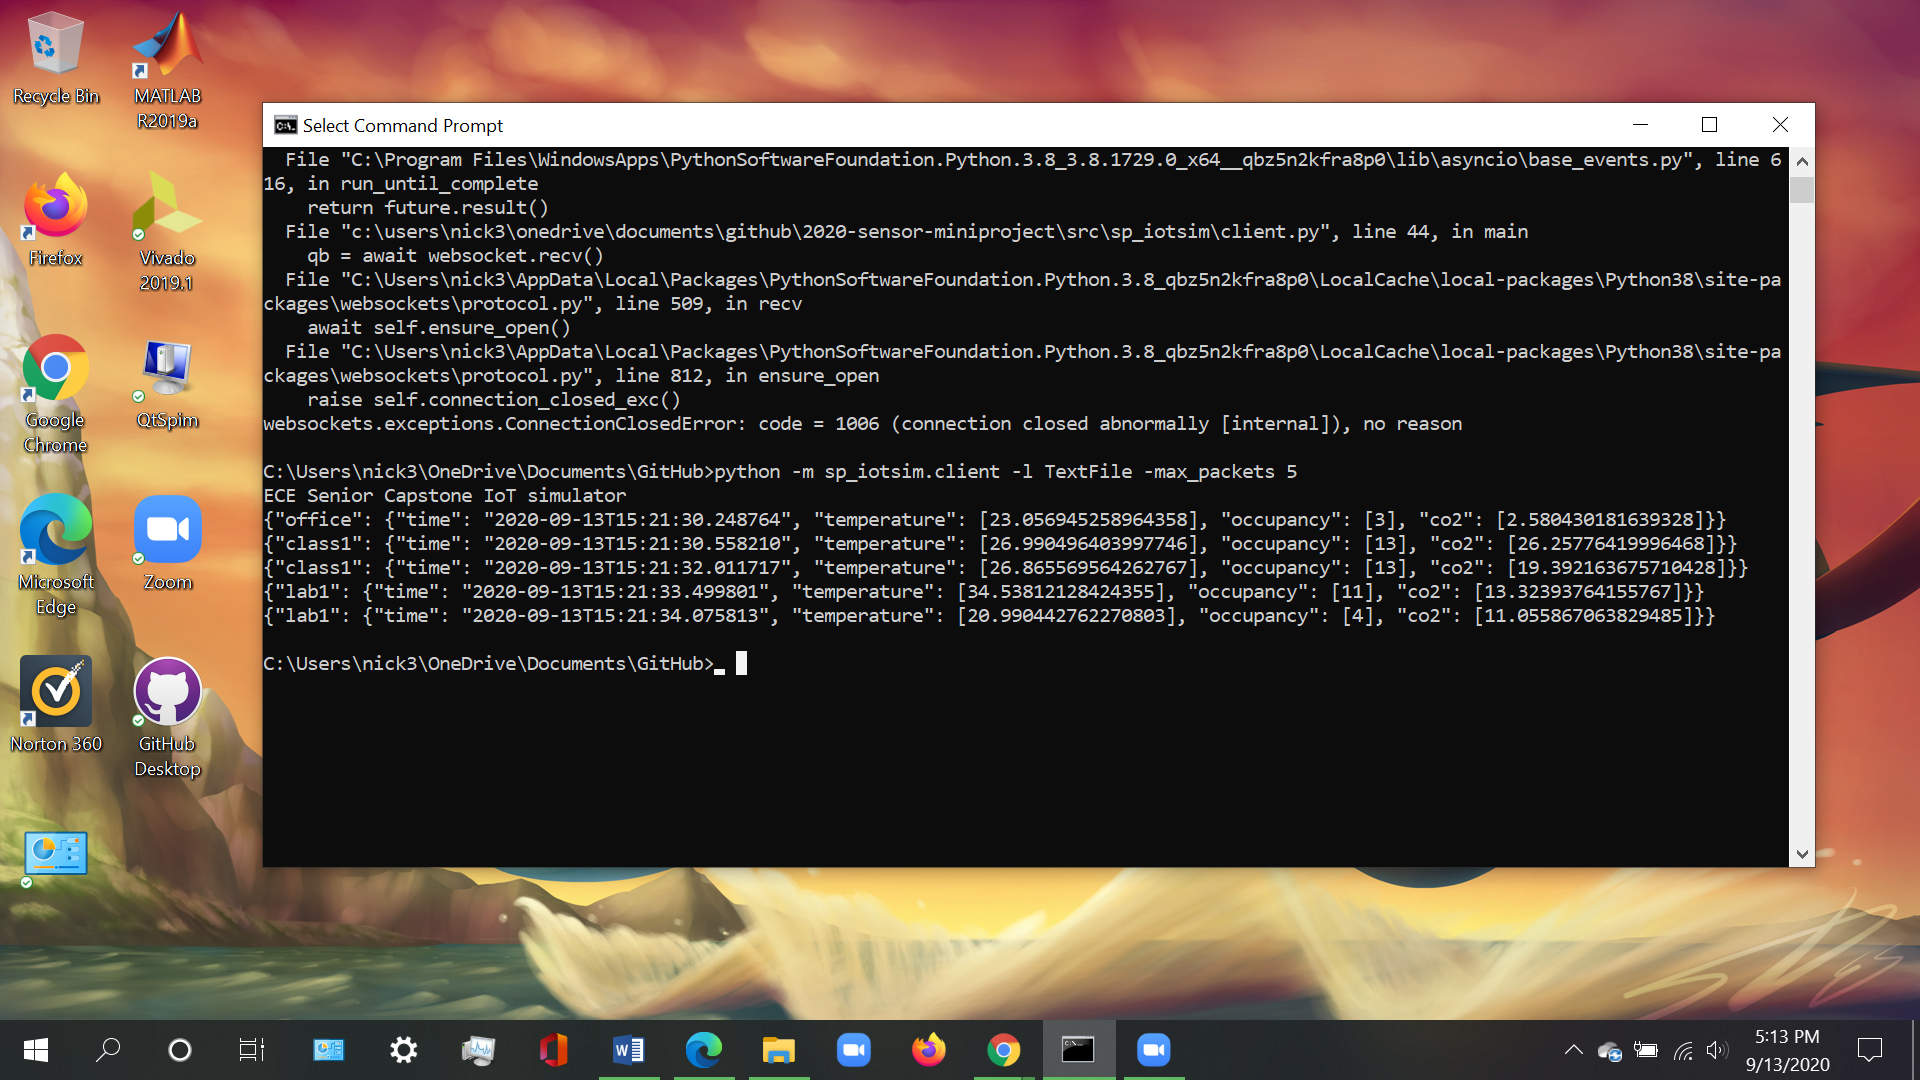 Recycle Bin
MATLAB
R2019a
Firefox
Vivado
2019.1
Google
Chrome
QtSpim
Microsoft
Edge
Zoom
Norton 360
GitHub
Desktop
Select Command Prompt
File "C:\Program Files\WindowsApps\PythonSoftwareFoundation.Python.3.8_3.8.1729.0_x64__qbz5n2kfra8p0\lib\asyncio\base_events.py", line 6
16, in run_until_complete
return future.result()
File "c:\users\nick3\onedrive\documents\github\2020-sensor-miniproject\src\sp_iotsim\client.py", line 44, in main
qb = await websocket.recv()
File "C:\Users\nick3\AppData\Local\Packages\PythonSoftwareFoundation.Python.3.8_qbz5n2kfra8p0\LocalCache\local-packages\Python38\site-pa
ckages\websockets\protocol.py", line 509, in recv
await self.ensure_open()
File "C:\Users\nick3\AppData\Local\Packages\PythonSoftwareFoundation.Python.3.8_qbz5n2kfra8p0\LocalCache\local-packages\Python38\site-pa
ckages\websockets\protocol.py", line 812, in ensure_open
raise self.connection_closed_exc()
websockets.exceptions.ConnectionClosedError: code = 1006 (connection closed abnormally [internal]), no reason
C:\Users\nick3\OneDrive\Documents\GitHub>python -m sp_iotsim.client -l TextFile -max_packets 5
ECE Senior Capstone IoT simulator
{"office": {"time": "2020-09-13T15:21:30.248764", "temperature": [23.056945258964358], "occupancy": [3], "co2": [2.580430181639328]}}
{"class1": {"time": "2020-09-13T15:21:30.558210", "temperature": [26.990496403997746], "occupancy": [13], "co2": [26.25776419996468]}}
{"class1": {"time": "2020-09-13T15:21:32.011717", "temperature": [26.865569564262767], "occupancy": [13], "co2": [19.392163675710428]}}
{"lab1": {"time": "2020-09-13T15:21:33.499801", "temperature": [34.53812128424355], "occupancy": [11], "co2": [13.32393764155767]}}
{"lab1": {"time": "2020-09-13T15:21:34.075813", "temperature": [20.990442762270803], "occupancy": [4], "co2": [11.055867063829485]}}
C:\Users\nick3\OneDrive\Documents\GitHub>
5:13 PM
9/13/2020